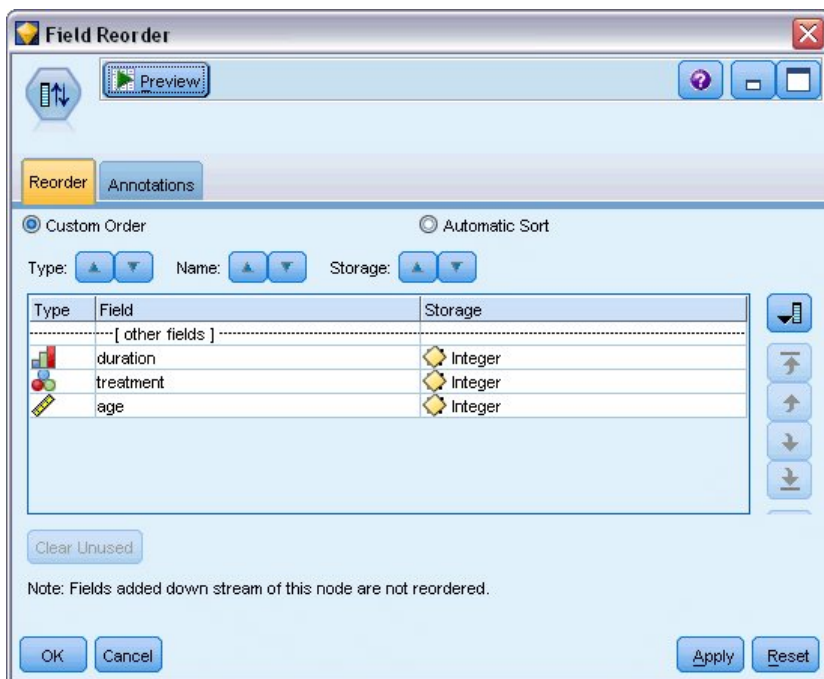 Field Reorder
Preview
Reorder
Annotations
Custom Order
Automatic Sort
Type:
Name:
Storage:
Type Field Storage
[ other fields ]
duration Integer
treatment Integer
age Integer
Clear Unused
Note: Fields added down stream of this node are not reordered.
OK
Cancel
Apply
Reset